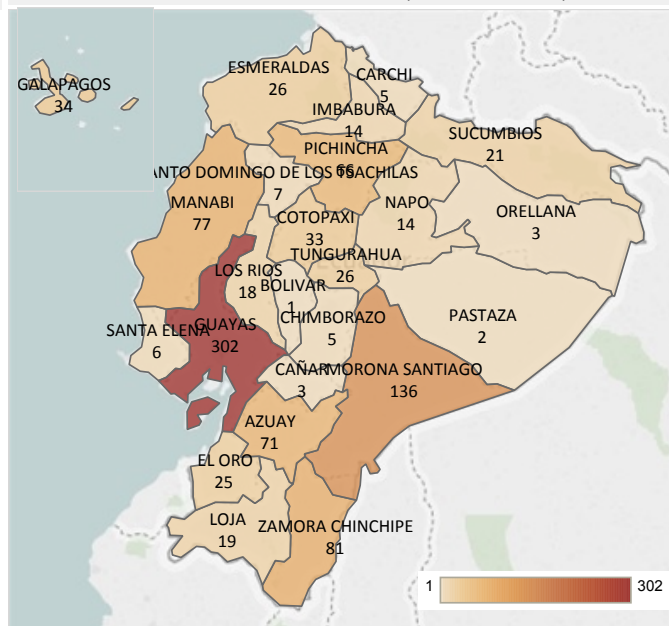 ESMERALDAS
26
CARCHI
5
GALAPAGOS
34
IMBABURA
14
SUCUMBIOS
21
PICHINCHA
66
ANTO DOMINGO DE LOS TSACHILAS
7
MANABI
77
NAPO
14
ORELLANA
3
COTOPAXI
33
TUNGURAHUA
26
LOS RIOS
18
BOLIVAR
1
CHIMBORAZO
5
PASTAZA
2
SANTA ELENA
6
GUAYAS
302
CAÑAR
3
MORONA SANTIAGO
136
AZUAY
71
EL ORO
25
LOJA
19
ZAMORA CHINCHIPE
81
1
302